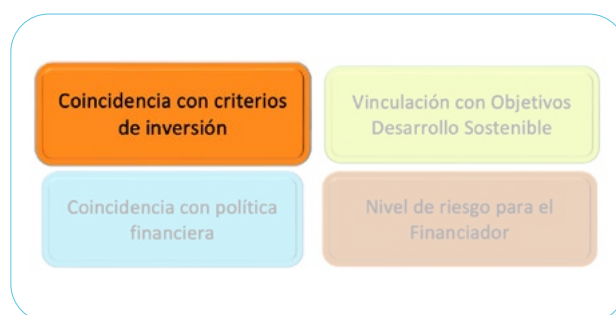 Coincidencia con criterios
de inversión
Vinculación con Objetivos
Desarrollo Sostenible
Coincidencia con política
financiera
Nivel de riesgo para el
Financiador